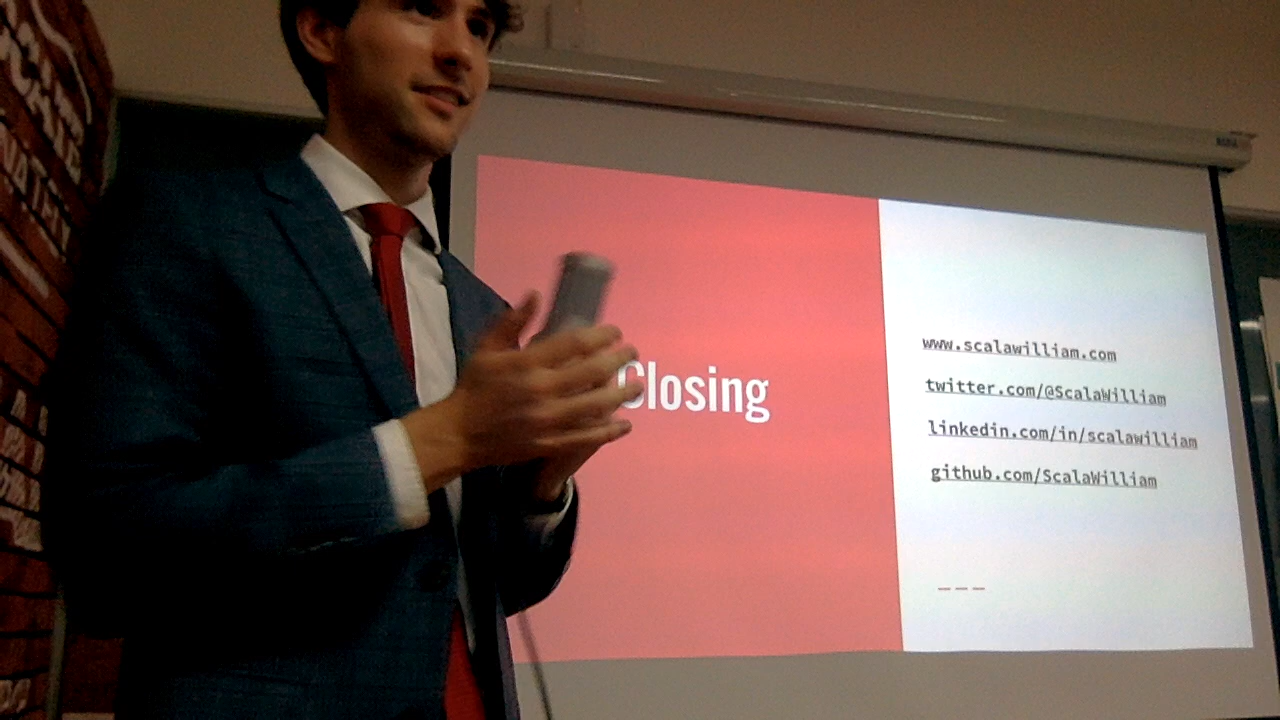 Closing
www.scalawilliam.com
twitter.com/@ScalaWilliam
linkedin.com/in/scalawilliam
github.com/ScalaWilliam